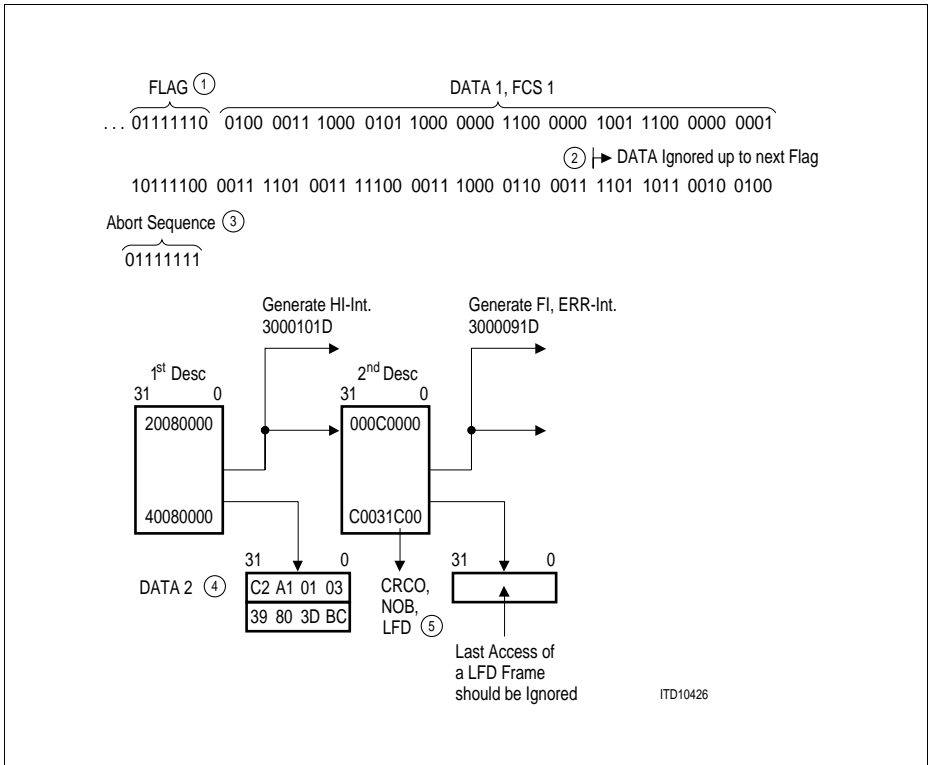 FLAG 1 DATA 1, FCS 1
... 01111110 0100 0011 1000 0101 1000 0000 1100 0000 1001 1100 0000 0001
2 DATA Ignored up to next Flag
10111100 0011 1101 0011 11100 0011 1000 0110 0011 1101 1011 0010 0100
Abort Sequence 3
01111111
Generate HI-Int. Generate FI, ERR-Int.
3000101D 3000091D
1st Desc 2nd Desc
31 0 31 0
20080000 000C0000
40080000 C0031C00
31 0 31 0
DATA 2 4 C2 A1 01 03 CRCO,
39 80 3D BC NOB,
LFD 5
Last Access of
a LFD Frame
should be Ignored
ITD10426